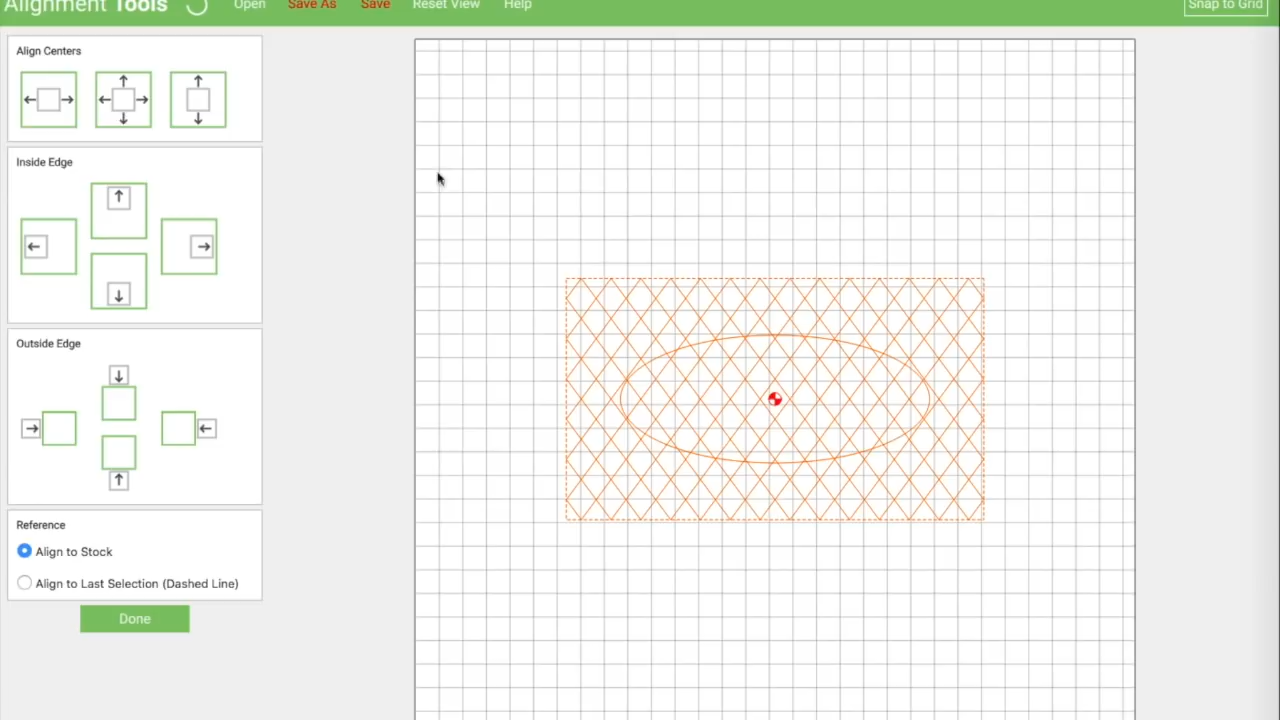 Alignment Tools Open Save As Save Reset View Help Snap to Grid
Align Centers
Inside Edge
Outside Edge
Reference
Align to Stock
Align to Last Selection (Dashed Line)
Done